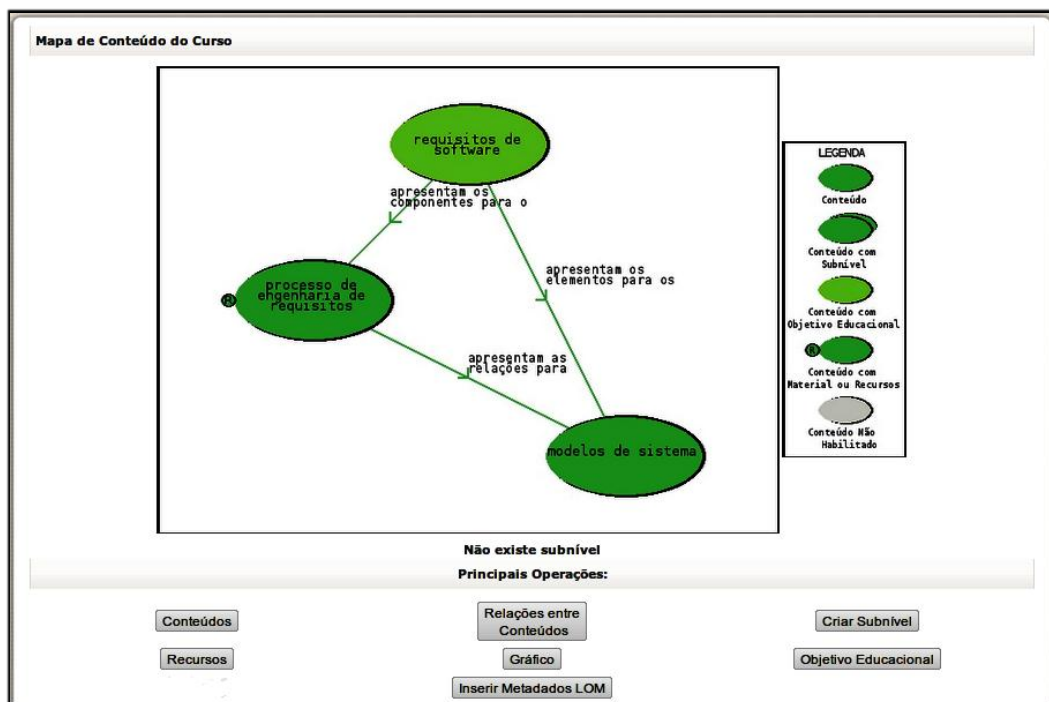 Mapa de Conteúdo do Curso
requisitos de
software
apresentam os
componentes para o
apresentam os
elementos para os
processo de
engenharia de
requisitos
R
apresentam as
relações para
modelos de sistema
LEGENDA
Conteúdo
Conteúdo com
Subnível
Conteúdo com
Objetivo Educacional
R
Conteúdo com
Material ou Recursos
Conteúdo Não
Habilitado
Não existe subnível
Principais Operações:
Conteúdos
Relações entre
Conteúdos
Criar Subnível
Recursos
Gráfico
Objetivo Educacional
Inserir Metadados LOM